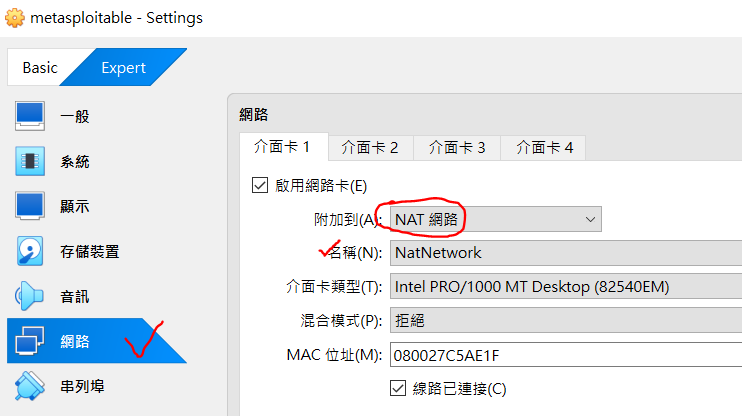 metasploitable - Settings
Basic Expert
一般
系統
顯示
存儲裝置
音訊
網路
串列埠
網路
介面卡 1 介面卡 2 介面卡 3 介面卡 4
啟用網路卡(E)
附加到(A): NAT 網路
名稱(N): NatNetwork
介面卡類型(T): Intel PRO/1000 MT Desktop (82540EM)
混合模式(P): 拒絕
MAC 位址(M): 080027C5AE1F
線路已連接(C)